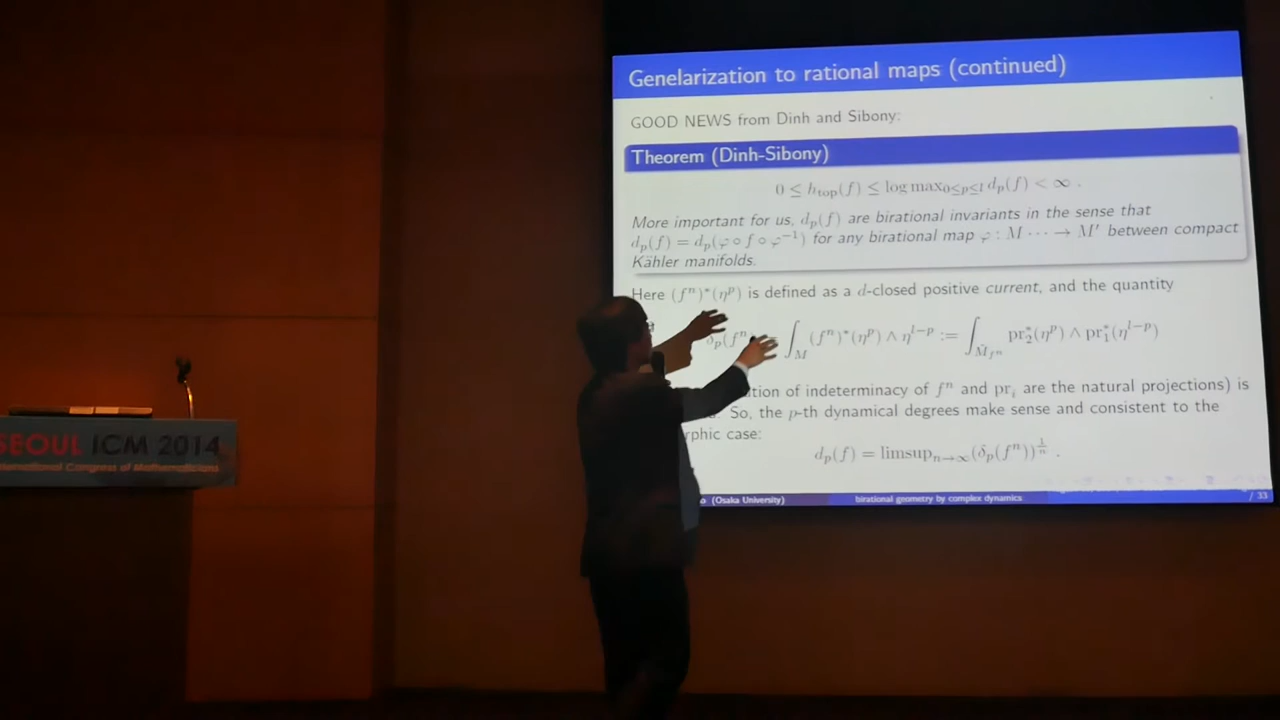 Genelarization to rational maps (continued)
GOOD NEWS from Dinh and Sibony:
Theorem (Dinh-Sibony)
0 ≤ h_top(f) ≤ log max_{0≤p≤l} d_p(f) < ∞ .
More important for us, d_p(f) are birational invariants in the sense that
d_p(f) = d_p(φ ∘ f ∘ φ^{-1}) for any birational map φ : M ··· → M′ between compact
Kähler manifolds.
Here (f^n)^*(η^p) is defined as a d-closed positive current, and the quantity
δ_p(f^n) ∫_M (f^n)^*(η^p) ∧ η^{l-p} := ∫_{M̃_{f^n}} pr_2^*(η^p) ∧ pr_1^*(η^{l-p})
of indeterminacy of f^n and pr_i are the natural projections) is
So, the p-th dynamical degrees make sense and consistent to the
case:
d_p(f) = limsup_{n→∞}(δ_p(f^n))^{1/n} .
(Osaka University) birational geometry by complex dynamics / 33
SEOUL ICM 2014
International Congress of Mathematicians